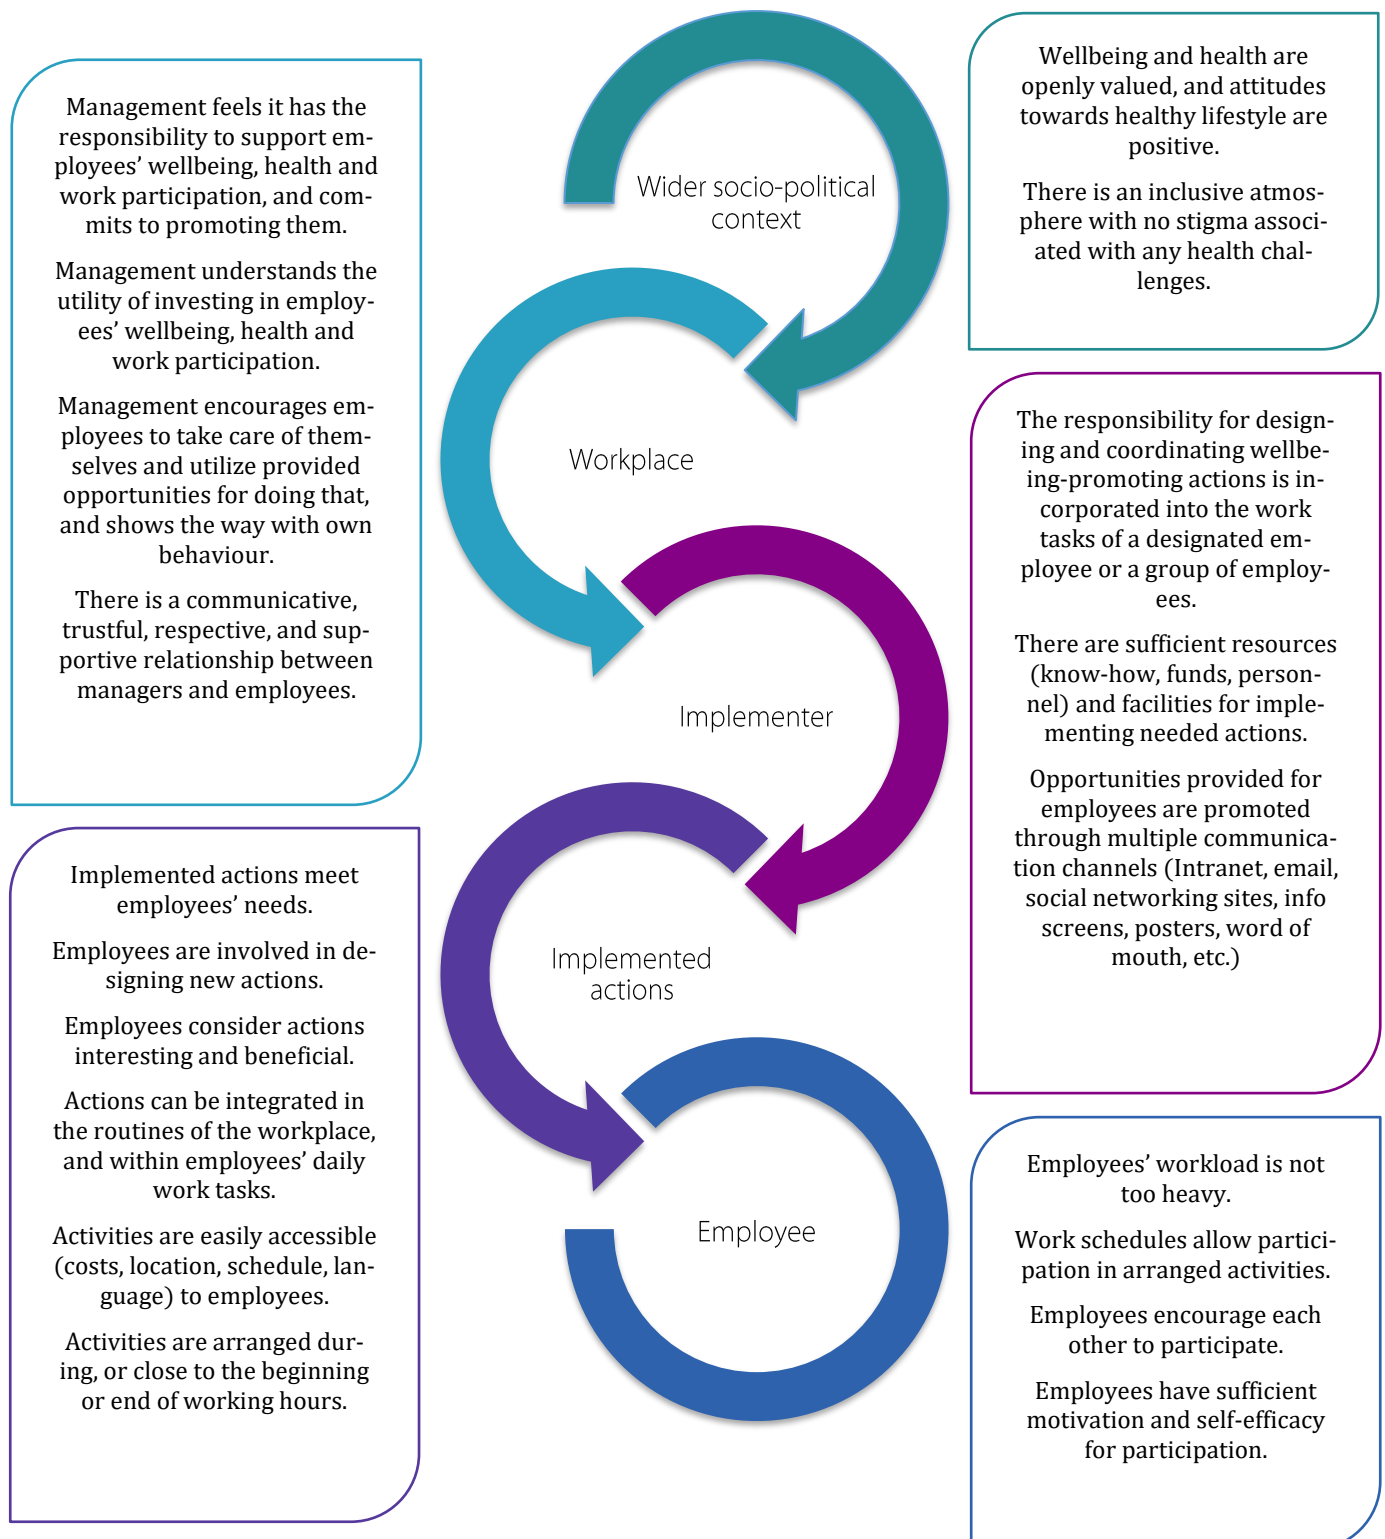 Wellbeing and health are
openly valued, and attitudes
towards healthy lifestyle are
positive.
There is an inclusive atmos-
phere with no stigma associ-
ated with any health chal-
lenges.
Wider socio-political
context
Management feels it has the
responsibility to support em-
ployees’ wellbeing, health and
work participation, and com-
mits to promoting them.
Management understands the
utility of investing in employ-
ees’ wellbeing, health and
work participation.
Management encourages em-
ployees to take care of them-
selves and utilize provided
opportunities for doing that,
and shows the way with own
behaviour.
There is a communicative,
trustful, respective, and sup-
portive relationship between
managers and employees.
Workplace
The responsibility for design-
ing and coordinating wellbe-
ing-promoting actions is in-
corporated into the work
tasks of a designated em-
ployee or a group of employ-
ees.
There are sufficient resources
(know-how, funds, person-
nel) and facilities for imple-
menting needed actions.
Opportunities provided for
employees are promoted
through multiple communica-
tion channels (Intranet, email,
social networking sites, info
screens, posters, word of
mouth, etc.)
Implementer
Implemented actions meet
employees’ needs.
Employees are involved in de-
signing new actions.
Employees consider actions
interesting and beneficial.
Actions can be integrated in
the routines of the workplace,
and within employees’ daily
work tasks.
Activities are easily accessible
(costs, location, schedule, lan-
guage) to employees.
Activities are arranged dur-
ing, or close to the beginning
or end of working hours.
Implemented
actions
Employees’ workload is not
too heavy.
Work schedules allow partici-
pation in arranged activities.
Employees encourage each
other to participate.
Employees have sufficient
motivation and self-efficacy
for participation.
Employee